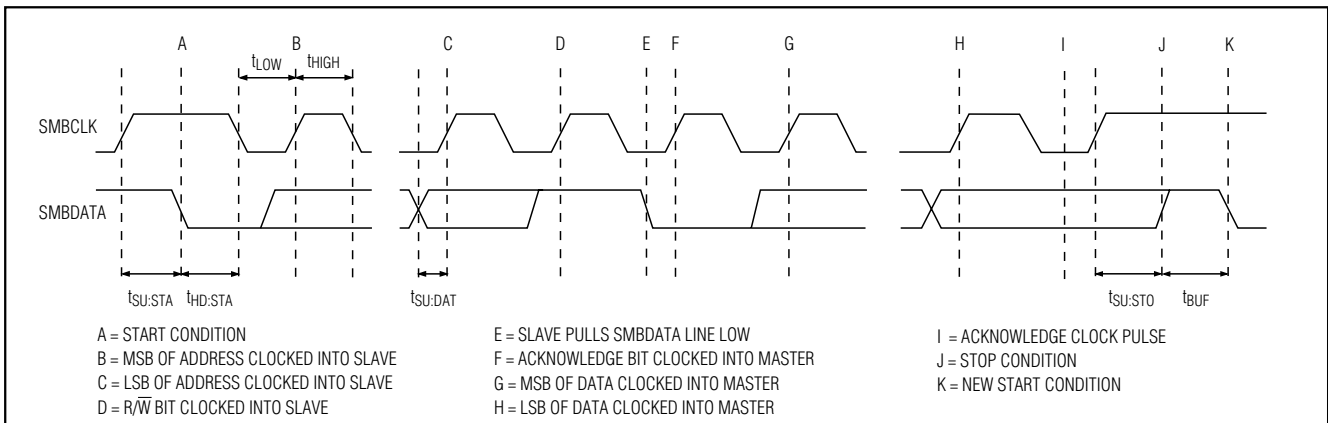 A B C D E F G H I J K
tLOW tHIGH
SMBCLK
SMBDATA
tSU:STA tHD:STA tSU:DAT tSU:STO tBUF
A = START CONDITION
B = MSB OF ADDRESS CLOCKED INTO SLAVE
C = LSB OF ADDRESS CLOCKED INTO SLAVE
D = R/W̅ BIT CLOCKED INTO SLAVE
E = SLAVE PULLS SMBDATA LINE LOW
F = ACKNOWLEDGE BIT CLOCKED INTO MASTER
G = MSB OF DATA CLOCKED INTO MASTER
H = LSB OF DATA CLOCKED INTO MASTER
I = ACKNOWLEDGE CLOCK PULSE
J = STOP CONDITION
K = NEW START CONDITION